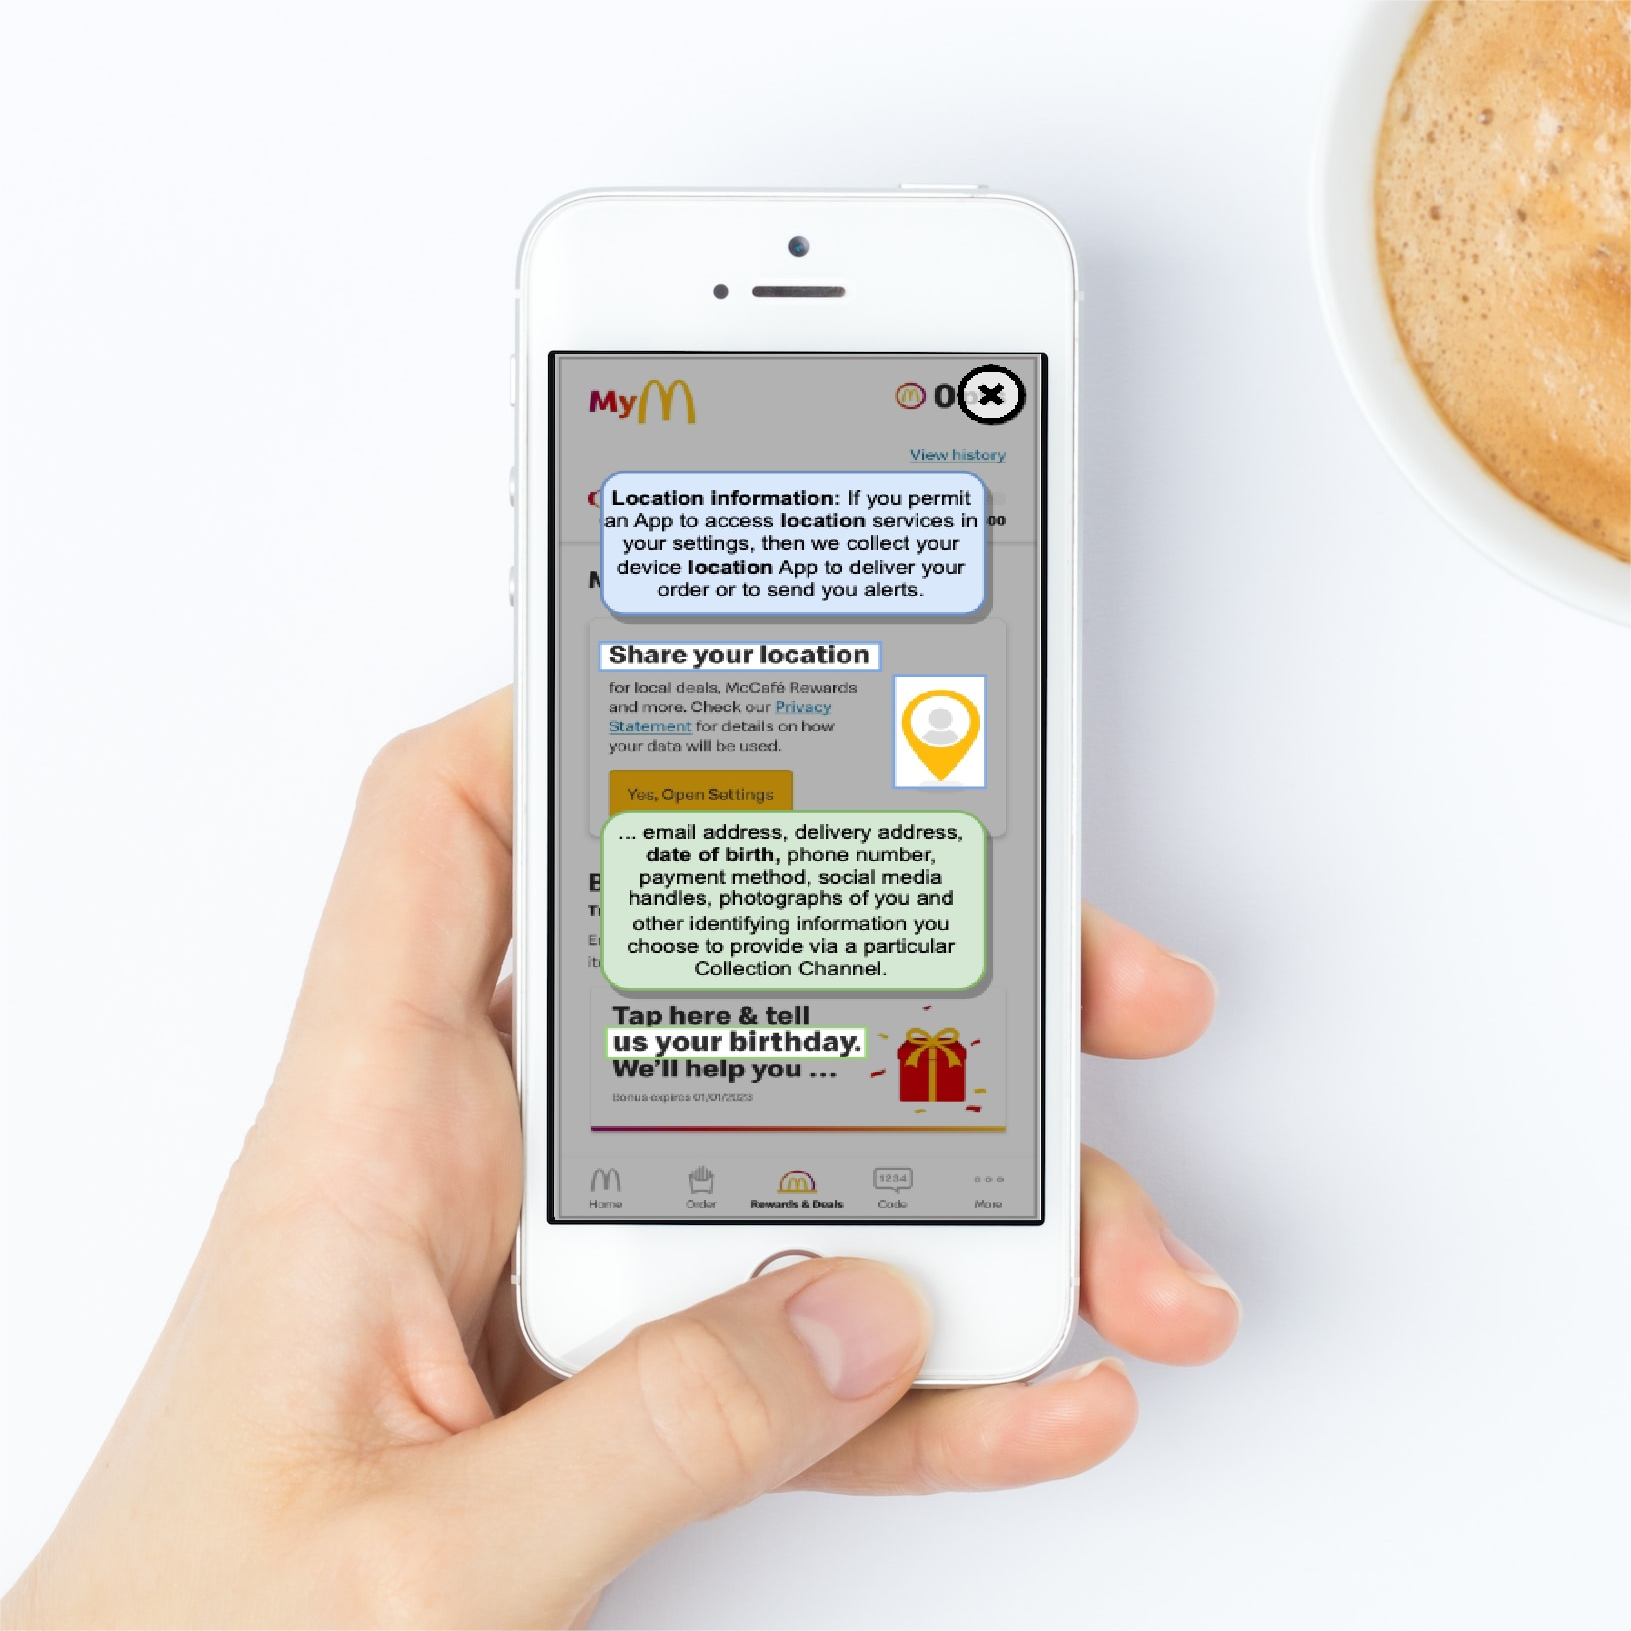 My
0
View history
Location information: If you permit
an App to access location services in
your settings, then we collect your
device location App to deliver your
order or to send you alerts.
00
Share your location
for local deals, McCafé Rewards
and more. Check our Privacy
Statement for details on how
your data will be used.
Yes, Open Settings
... email address, delivery address,
date of birth, phone number,
payment method, social media
handles, photographs of you and
other identifying information you
choose to provide via a particular
Collection Channel.
Tap here & tell
us your birthday.
We'll help you ...
Bonus expires 01/01/2023
1234
Home Order Rewards & Deals Code More